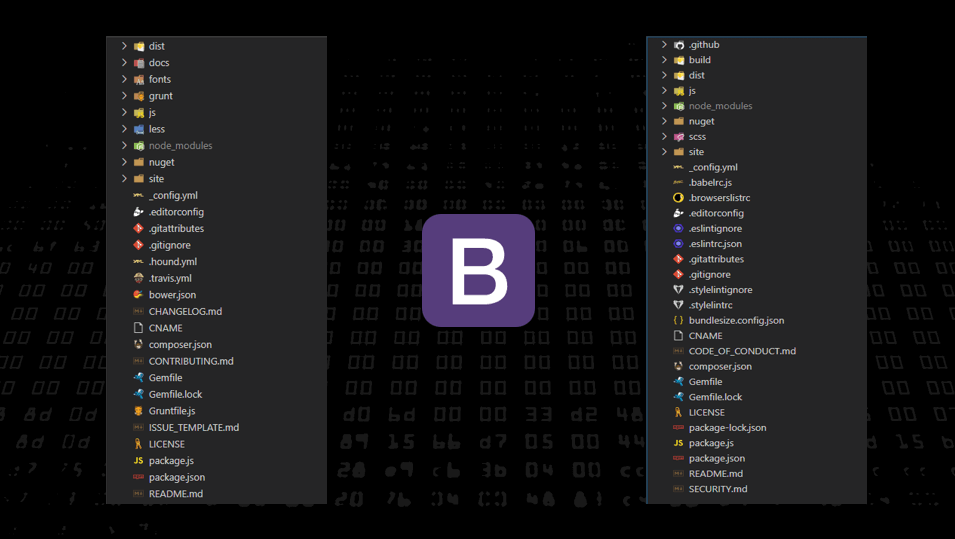 dist
docs
fonts
grunt
js
less
node_modules
nuget
site
_config.yml
.editorconfig
.gitattributes
.gitignore
.hound.yml
.travis.yml
bower.json
CHANGELOG.md
CNAME
composer.json
CONTRIBUTING.md
Gemfile
Gemfile.lock
Gruntfile.js
ISSUE_TEMPLATE.md
LICENSE
package.js
package.json
README.md
B
.github
build
dist
js
node_modules
nuget
scss
site
_config.yml
.babelrc.js
.browserslistrc
.editorconfig
.eslintignore
.eslintrc.json
.gitattributes
.gitignore
.stylelintignore
.stylelintrc
bundlesize.config.json
CNAME
CODE_OF_CONDUCT.md
composer.json
Gemfile
Gemfile.lock
LICENSE
package-lock.json
package.js
package.json
README.md
SECURITY.md